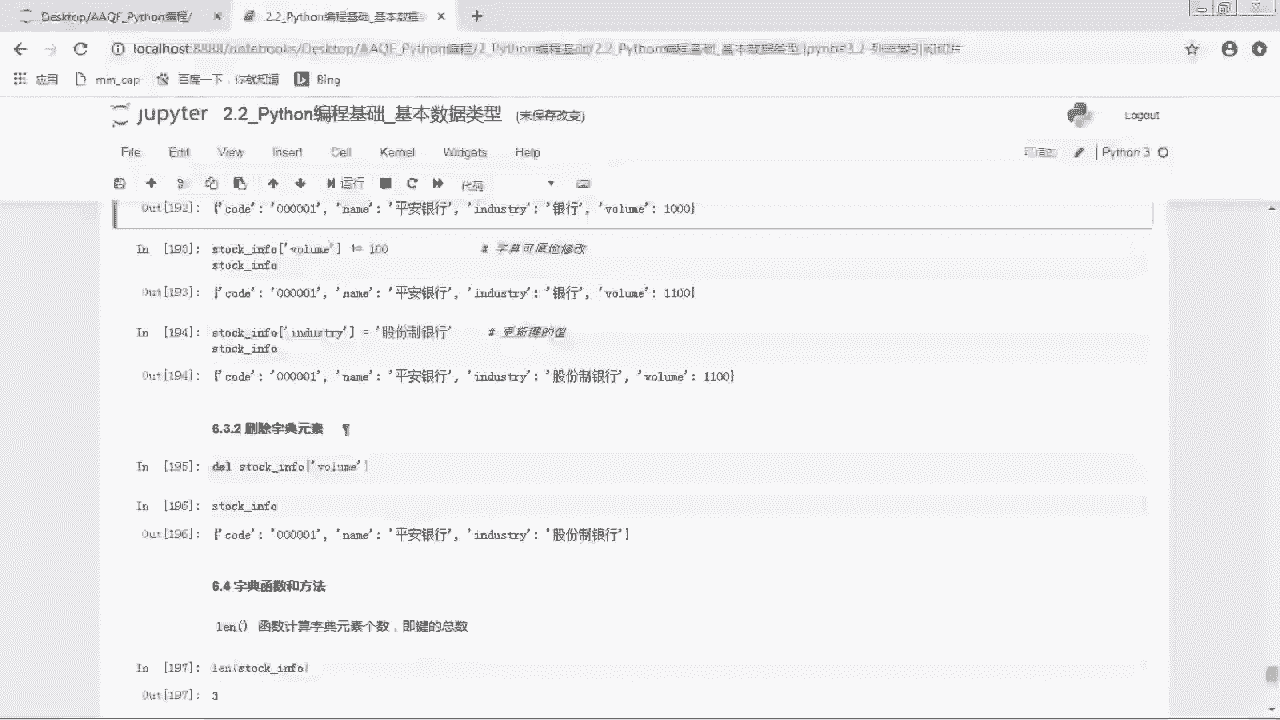 Desktop/AAQF_Python编程/
2.2_Python编程基础_基本数据
localhost:8888/notebooks/Desktop/AAQF_Python编程/2_Python编程基础/2.2_Python编程基础_基本数据类型.ipynb
应用 mm_cap 百度一下，你就知道 Bing
jupyter 2.2_Python编程基础_基本数据类型 (未保存改变)
Logout
File Edit View Insert Cell Kernel Widgets Help
Python 3
运行 代码
Out[192]: {'code': '000001', 'name': '平安银行', 'industry': '银行', 'volume': 1000}
In [193]: stock_info['volume'] += 100 # 字典可原地修改
stock_info
Out[193]: {'code': '000001', 'name': '平安银行', 'industry': '银行', 'volume': 1100}
In [194]: stock_info['industry'] = '股份制银行' # 更新键的值
stock_info
Out[194]: {'code': '000001', 'name': '平安银行', 'industry': '股份制银行', 'volume': 1100}
6.3.2 删除字典元素 ¶
In [195]: del stock_info['volume']
In [196]: stock_info
Out[196]: {'code': '000001', 'name': '平安银行', 'industry': '股份制银行'}
6.4 字典函数和方法
len() 函数计算字典元素个数，即键的总数
In [197]: len(stock_info)
Out[197]: 3